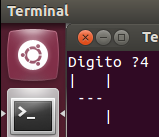 Terminal
Te
Digito ?4
|   |
 ---
    |